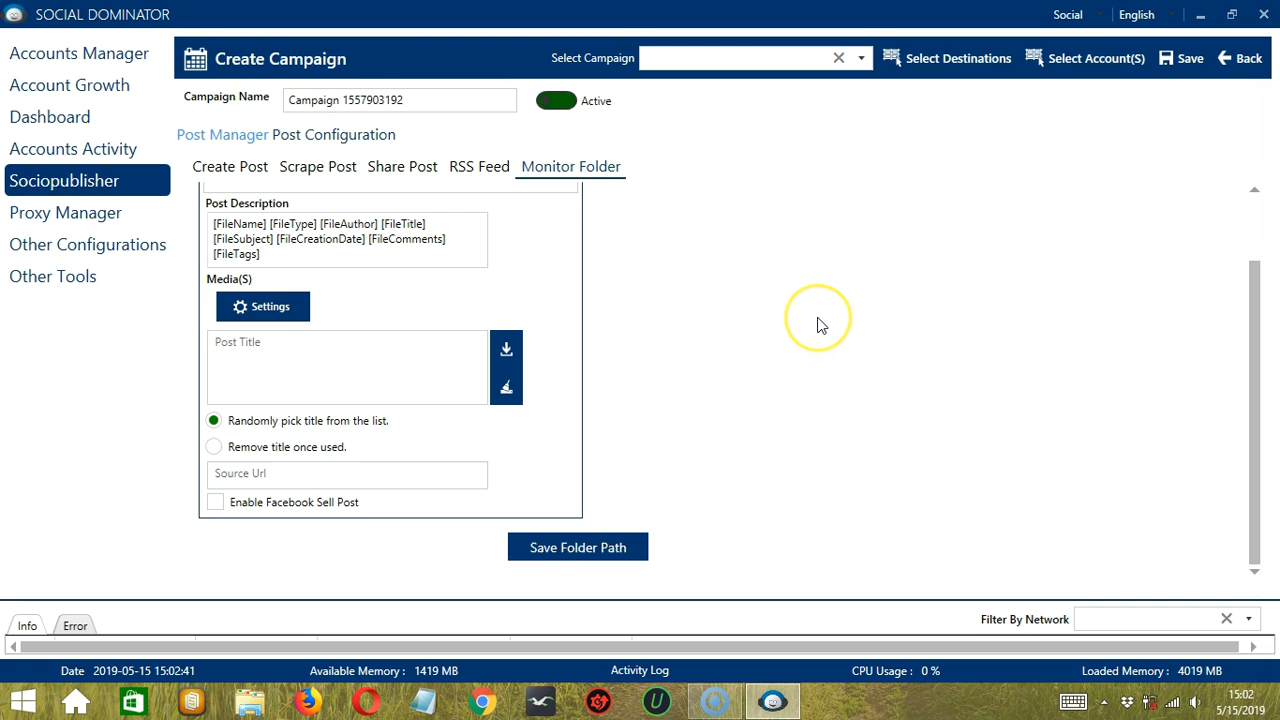 SOCIAL DOMINATOR
Social
English
Accounts Manager
Account Growth
Dashboard
Accounts Activity
Sociopublisher
Proxy Manager
Other Configurations
Other Tools
Create Campaign
Select Campaign
Select Destinations
Select Account(S)
Save
Back
Campaign Name
Campaign 1557903192
Active
Post Manager Post Configuration
Create Post
Scrape Post
Share Post
RSS Feed
Monitor Folder
Post Description
[FileName] [FileType] [FileAuthor] [FileTitle]
[FileSubject] [FileCreationDate] [FileComments]
[FileTags]
Media(S)
Settings
Post Title
Randomly pick title from the list.
Remove title once used.
Source Url
Enable Facebook Sell Post
Save Folder Path
Info
Error
Filter By Network
Date 2019-05-15 15:02:41
Available Memory : 1419 MB
Activity Log
CPU Usage : 0 %
Loaded Memory : 4019 MB
15:02
5/15/2019